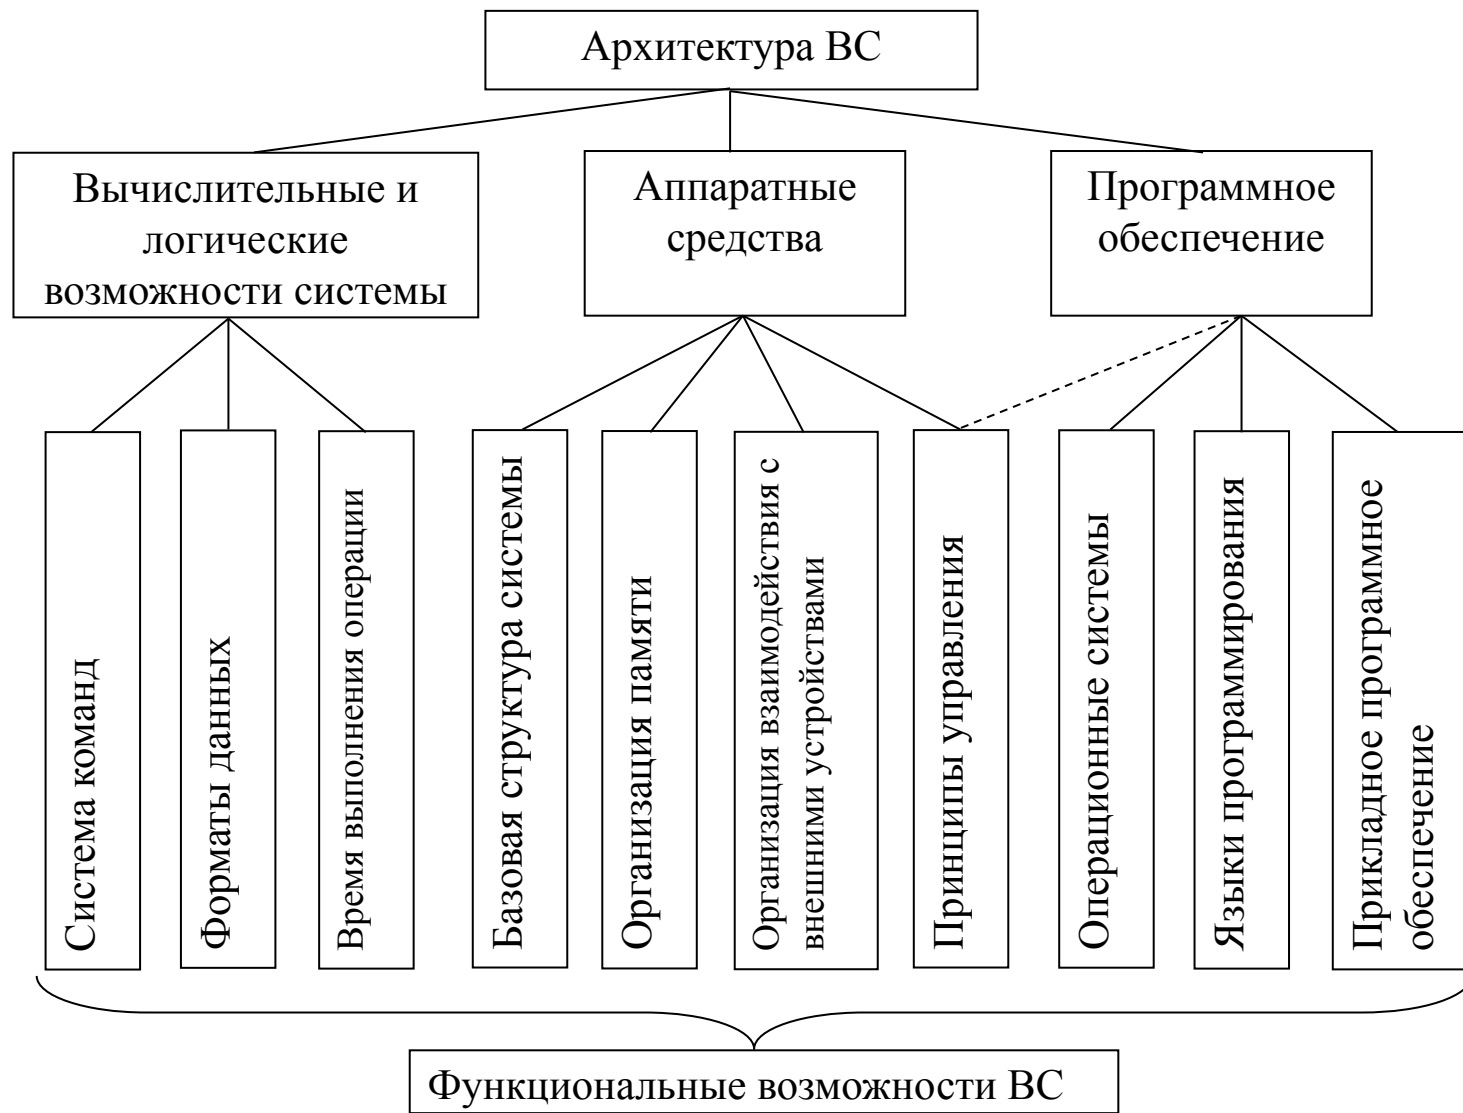 Архитектура ВС
Вычислительные и
логические
возможности системы
Аппаратные
средства
Программное
обеспечение
Система команд
Форматы данных
Время выполнения операции
Базовая структура системы
Организация памяти
Организация взаимодействия с
внешними устройствами
Принципы управления
Операционные системы
Языки программирования
Прикладное программное
обеспечение
Функциональные возможности ВС